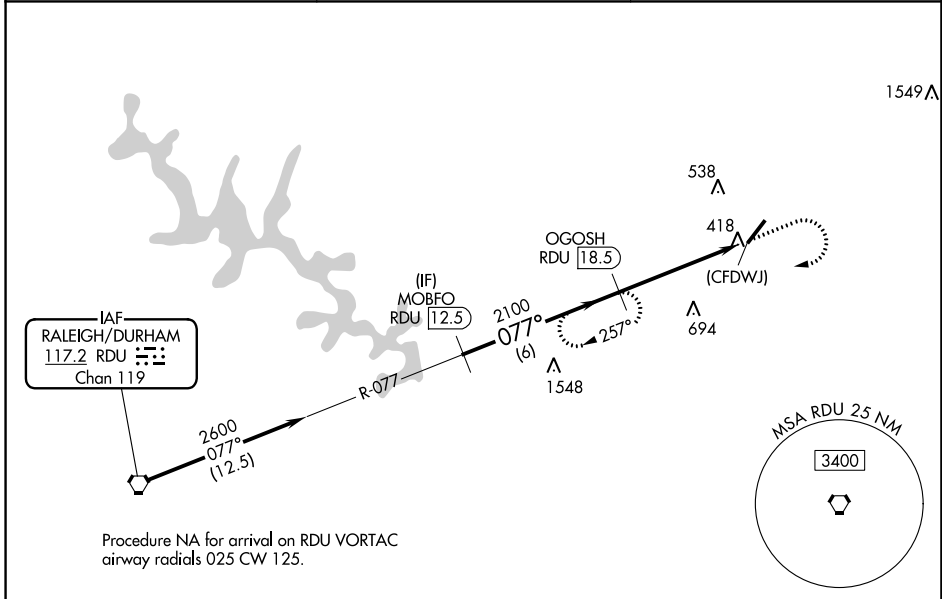 1549
538
418
OGOSH
RDU 18.5
(CFDWJ)
(IF)
MOBFO
RDU 12.5
2100
077°
(6)
257°
694
1548
IAF
RALEIGH/DURHAM
117.2 RDU
Chan 119
R-077
2600
077°
(12.5)
MSA RDU 25 NM
3400
Procedure NA for arrival on RDU VORTAC
airway radials 025 CW 125.